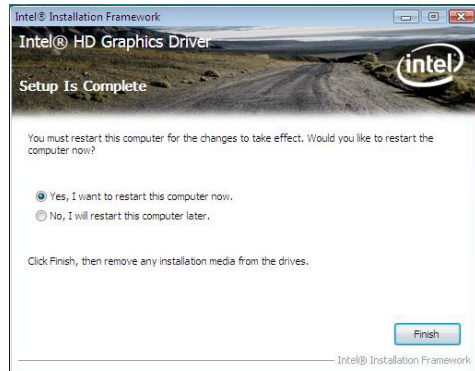 Intel® Installation Framework
Intel® HD Graphics Driver
intel
Setup Is Complete
You must restart this computer for the changes to take effect. Would you like to restart the
computer now?
Yes, I want to restart this computer now.
No, I will restart this computer later.
Click Finish, then remove any installation media from the drives.
Finish
Intel® Installation Framework